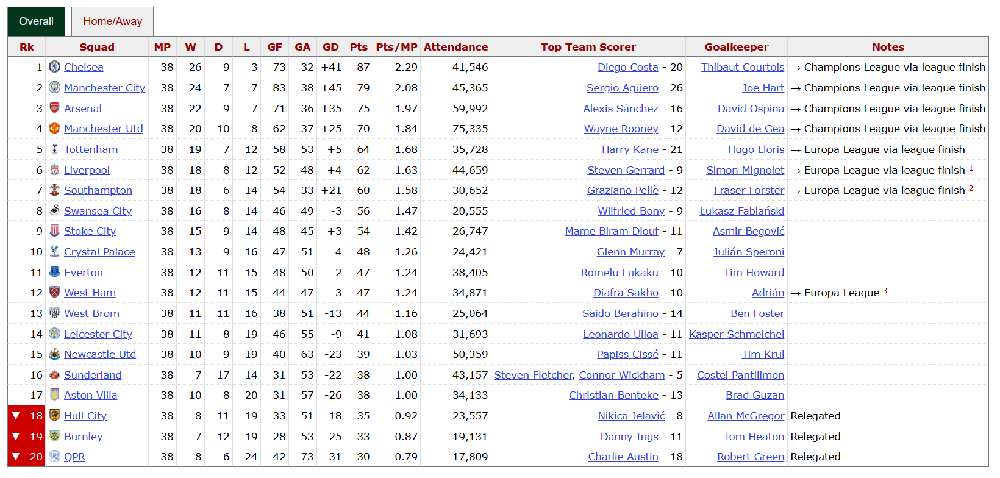 Overall Home/Away
Rk Squad MP W D L GF GA GD Pts Pts/MP Attendance Top Team Scorer Goalkeeper Notes
1 Chelsea 38 26 9 3 73 32 +41 87 2.29 41,546 Diego Costa - 20 Thibaut Courtois → Champions League via league finish
2 Manchester City 38 24 7 7 83 38 +45 79 2.08 45,365 Sergio Agüero - 26 Joe Hart → Champions League via league finish
3 Arsenal 38 22 9 7 71 36 +35 75 1.97 59,992 Alexis Sánchez - 16 David Ospina → Champions League via league finish
4 Manchester Utd 38 20 10 8 62 37 +25 70 1.84 75,335 Wayne Rooney - 12 David de Gea → Champions League via league finish
5 Tottenham 38 19 7 12 58 53 +5 64 1.68 35,728 Harry Kane - 21 Hugo Lloris → Europa League via league finish
6 Liverpool 38 18 8 12 52 48 +4 62 1.63 44,659 Steven Gerrard - 9 Simon Mignolet → Europa League via league finish 1
7 Southampton 38 18 6 14 54 33 +21 60 1.58 30,652 Graziano Pellè - 12 Fraser Forster → Europa League via league finish 2
8 Swansea City 38 16 8 14 46 49 -3 56 1.47 20,555 Wilfried Bony - 9 Łukasz Fabiański
9 Stoke City 38 15 9 14 48 45 +3 54 1.42 26,747 Mame Biram Diouf - 11 Asmir Begović
10 Crystal Palace 38 13 9 16 47 51 -4 48 1.26 24,421 Glenn Murray - 7 Julián Speroni
11 Everton 38 12 11 15 48 50 -2 47 1.24 38,405 Romelu Lukaku - 10 Tim Howard
12 West Ham 38 12 11 15 44 47 -3 47 1.24 34,871 Diafra Sakho - 10 Adrián → Europa League 3
13 West Brom 38 11 11 16 38 51 -13 44 1.16 25,064 Saido Berahino - 14 Ben Foster
14 Leicester City 38 11 8 19 46 55 -9 41 1.08 31,693 Leonardo Ulloa - 11 Kasper Schmeichel
15 Newcastle Utd 38 10 9 19 40 63 -23 39 1.03 50,359 Papiss Cissé - 11 Tim Krul
16 Sunderland 38 7 17 14 31 53 -22 38 1.00 43,157 Steven Fletcher, Connor Wickham - 5 Costel Pantilimon
17 Aston Villa 38 10 8 20 31 57 -26 38 1.00 34,133 Christian Benteke - 13 Brad Guzan
▼ 18 Hull City 38 8 11 19 33 51 -18 35 0.92 23,557 Nikica Jelavić - 8 Allan McGregor Relegated
▼ 19 Burnley 38 7 12 19 28 53 -25 33 0.87 19,131 Danny Ings - 11 Tom Heaton Relegated
▼ 20 QPR 38 8 6 24 42 73 -31 30 0.79 17,809 Charlie Austin - 18 Robert Green Relegated